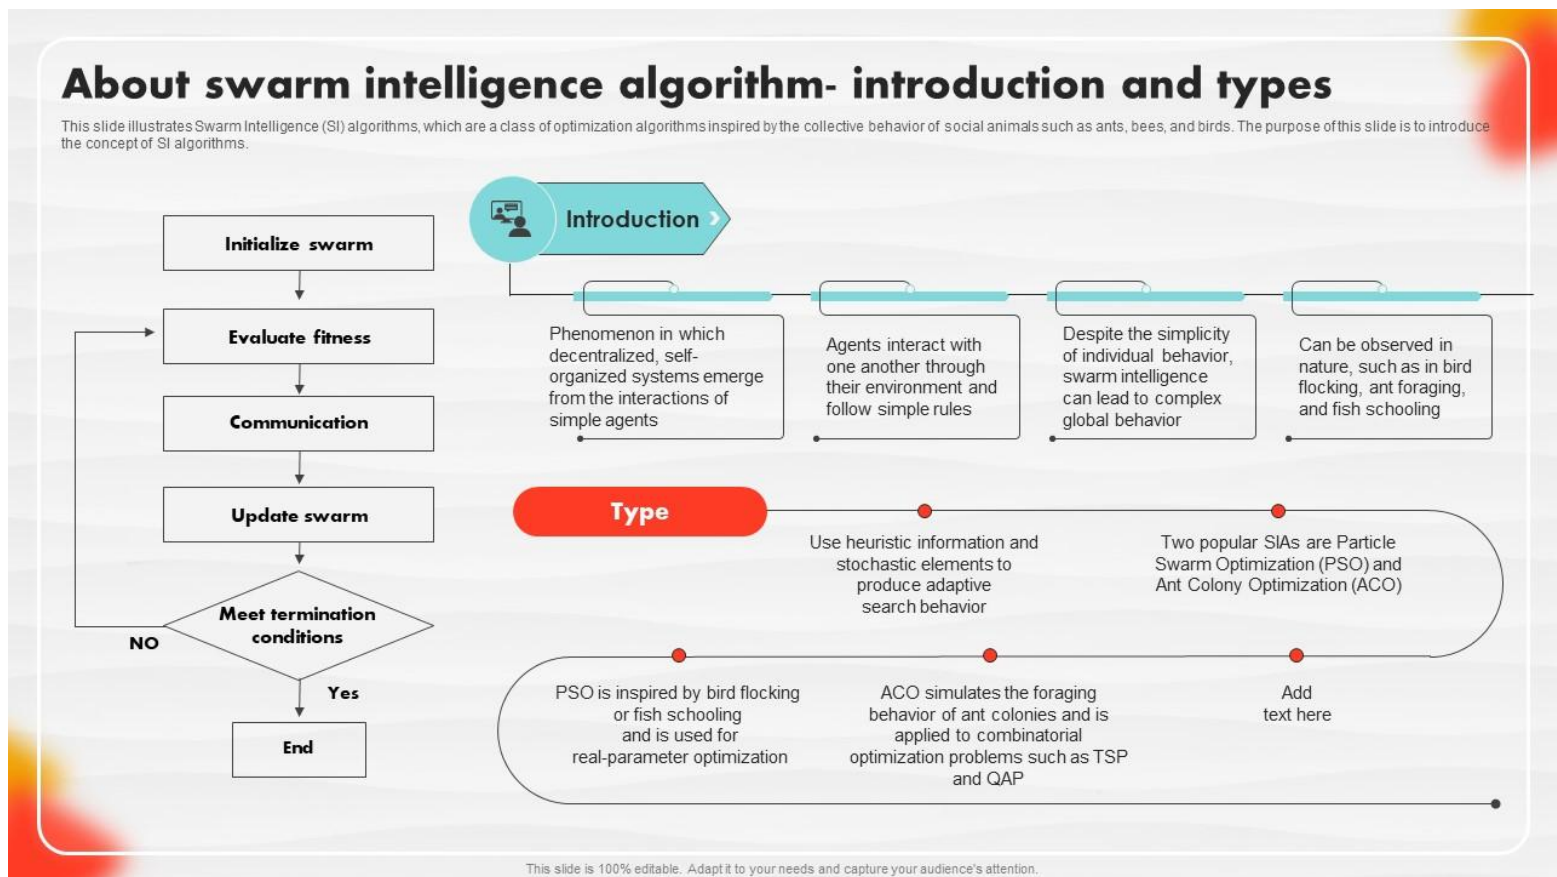 About swarm intelligence algorithm- introduction and types
This slide illustrates Swarm Intelligence (SI) algorithms, which are a class of optimization algorithms inspired by the collective behavior of social animals such as ants, bees, and birds. The purpose of this slide is to introduce
the concept of SI algorithms.
Initialize swarm
Evaluate fitness
Communication
Update swarm
Meet termination
conditions
NO
Yes
End
Introduction
Phenomenon in which
decentralized, self-
organized systems emerge
from the interactions of
simple agents
Agents interact with
one another through
their environment and
follow simple rules
Despite the simplicity
of individual behavior,
swarm intelligence
can lead to complex
global behavior
Can be observed in
nature, such as in bird
flocking, ant foraging,
and fish schooling
Type
Use heuristic information and
stochastic elements to
produce adaptive
search behavior
Two popular SIAs are Particle
Swarm Optimization (PSO) and
Ant Colony Optimization (ACO)
PSO is inspired by bird flocking
or fish schooling
and is used for
real-parameter optimization
ACO simulates the foraging
behavior of ant colonies and is
applied to combinatorial
optimization problems such as TSP
and QAP
Add
text here
This slide is 100% editable. Adapt it to your needs and capture your audience's attention.